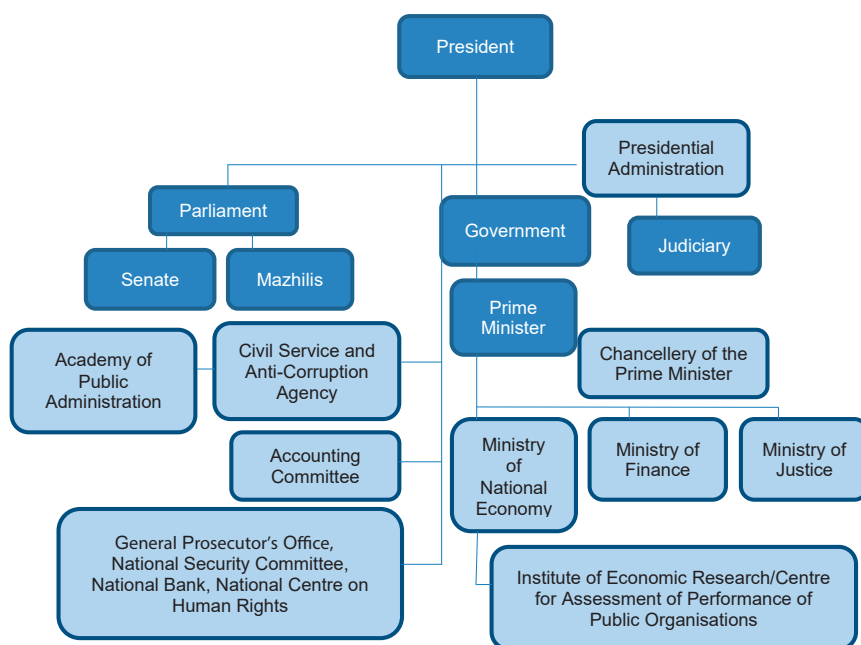 President
Presidential
Administration
Parliament
Government
Judiciary
Senate
Mazhilis
Prime
Minister
Academy of
Public
Administration
Civil Service and
Anti-Corruption
Agency
Chancellery of the
Prime Minister
Accounting
Committee
Ministry
of
National
Economy
Ministry of
Finance
Ministry of
Justice
General Prosecutor's Office,
National Security Committee,
National Bank, National Centre on
Human Rights
Institute of Economic Research/Centre
for Assessment of Performance of
Public Organisations